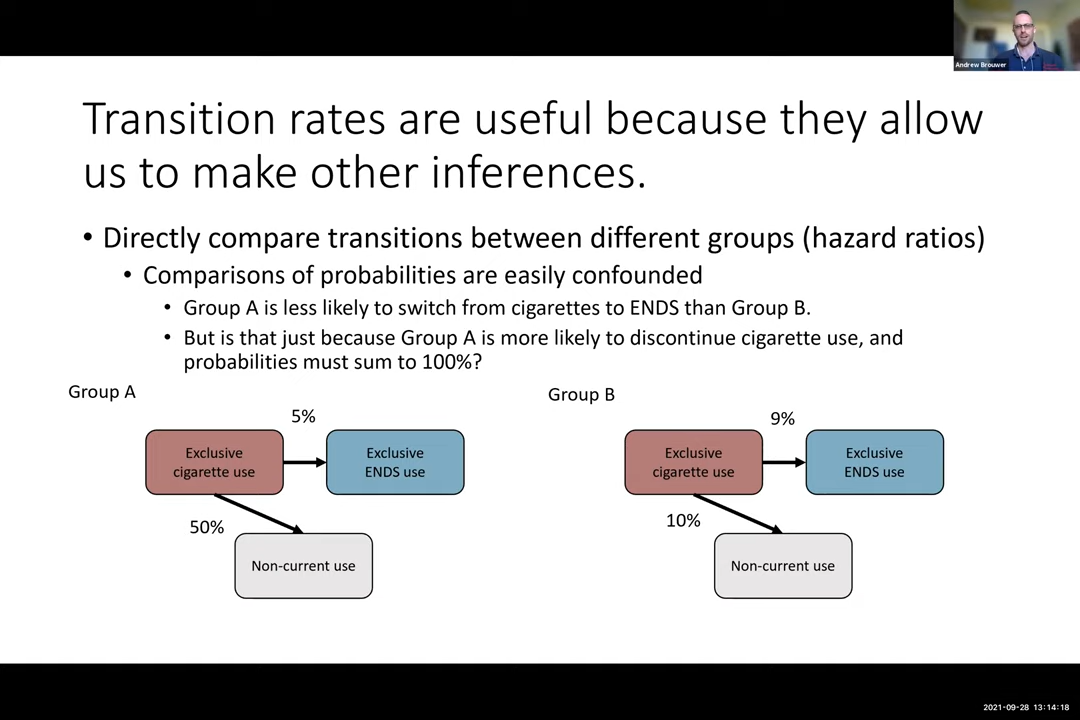 Andrew Brouwer
Transition rates are useful because they allow
us to make other inferences.
• Directly compare transitions between different groups (hazard ratios)
• Comparisons of probabilities are easily confounded
• Group A is less likely to switch from cigarettes to ENDS than Group B.
• But is that just because Group A is more likely to discontinue cigarette use, and
probabilities must sum to 100%?
Group A
5%
Exclusive
cigarette use
Exclusive
ENDS use
50%
Non-current use
Group B
9%
Exclusive
cigarette use
Exclusive
ENDS use
10%
Non-current use
2021-09-28 13:14:18